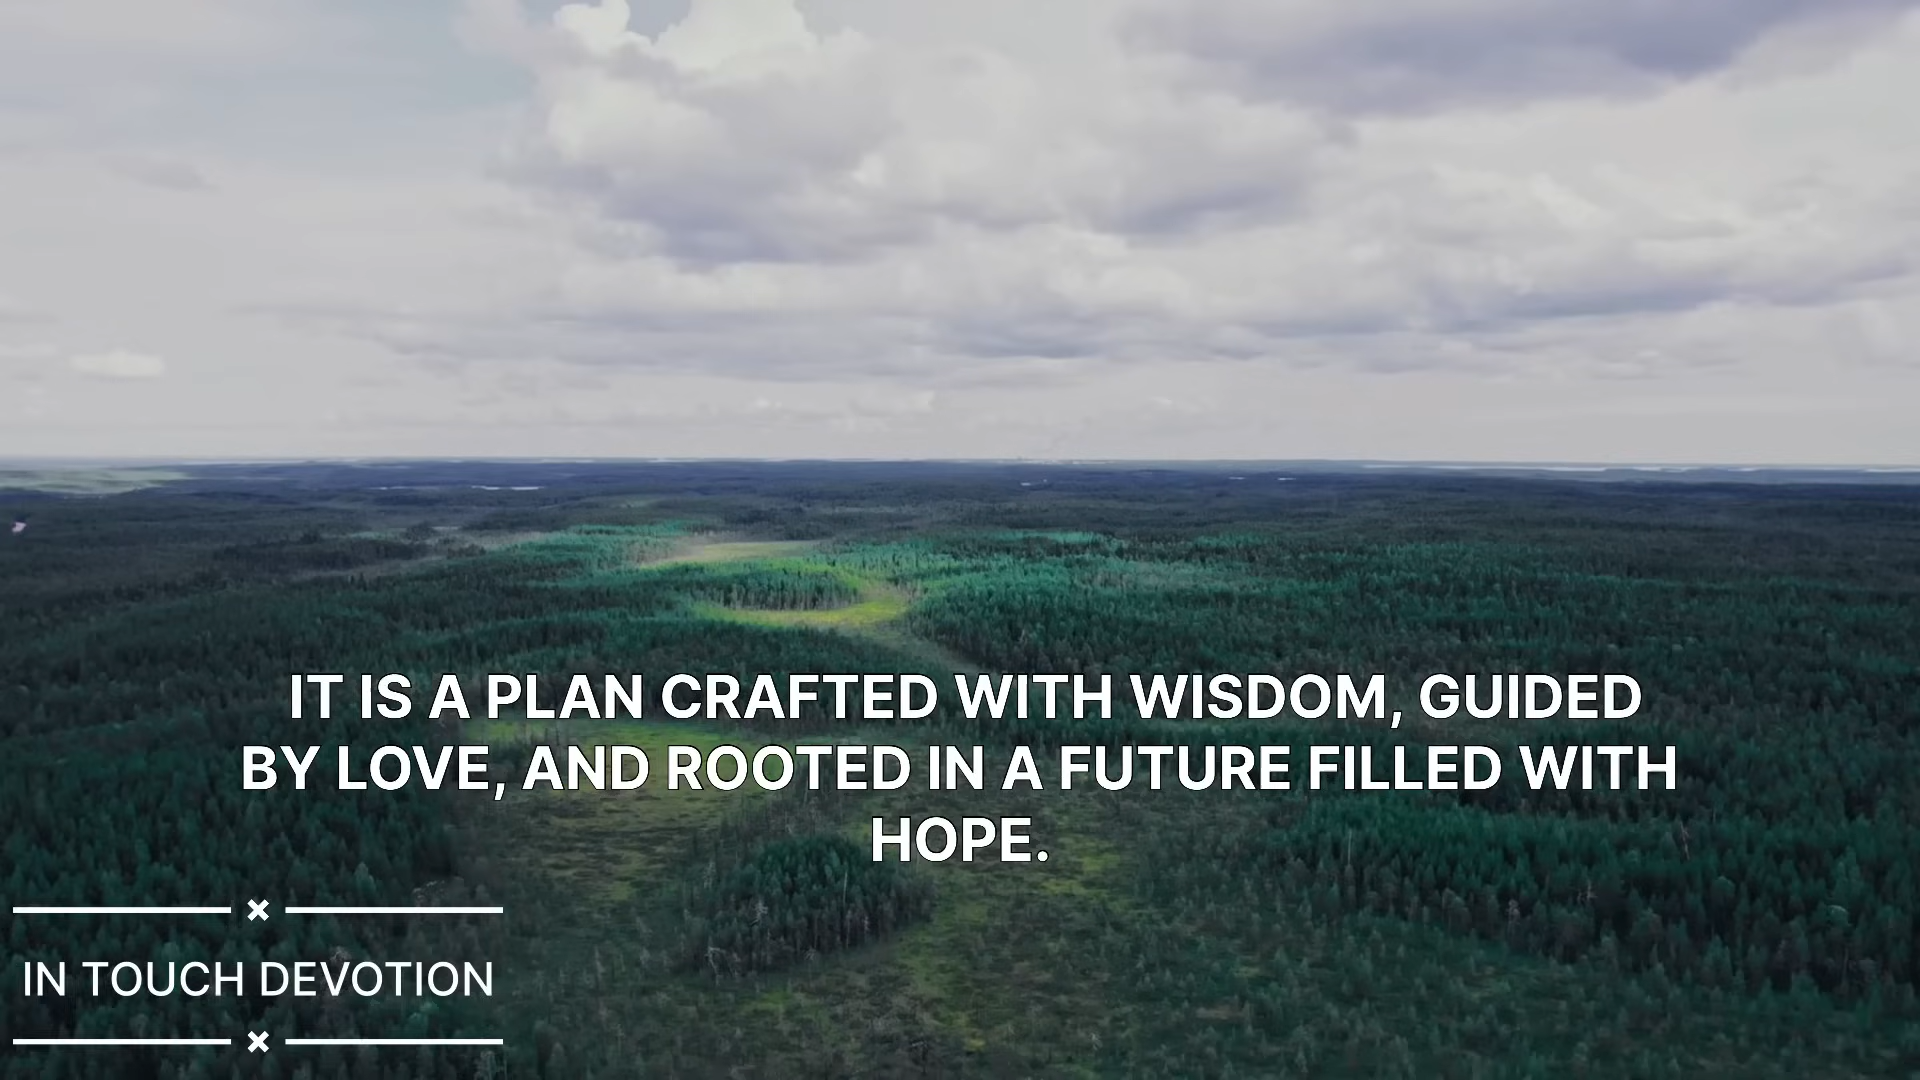 IT IS A PLAN CRAFTED WITH WISDOM, GUIDED
BY LOVE, AND ROOTED IN A FUTURE FILLED WITH
HOPE.
IN TOUCH DEVOTION